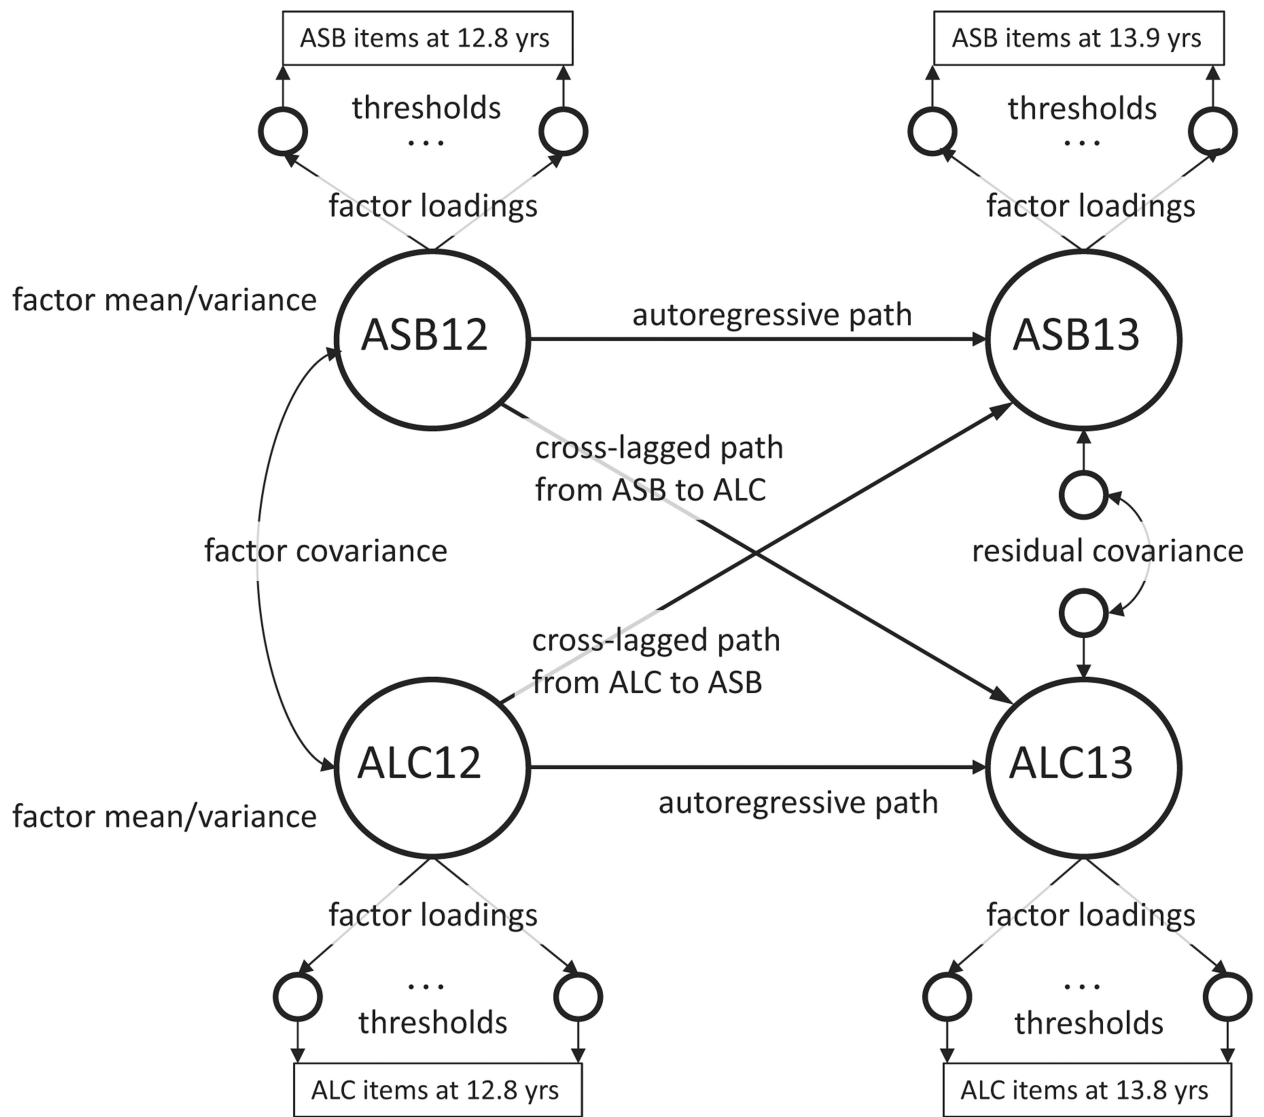 ASB items at 12.8 yrs
ASB items at 13.9 yrs
thresholds
...
thresholds
...
factor loadings
factor loadings
factor mean/variance
ASB12
autoregressive path
ASB13
cross-lagged path
from ASB to ALC
factor covariance
residual covariance
cross-lagged path
from ALC to ASB
ALC12
ALC13
factor mean/variance
autoregressive path
factor loadings
factor loadings
...
thresholds
...
thresholds
ALC items at 12.8 yrs
ALC items at 13.8 yrs